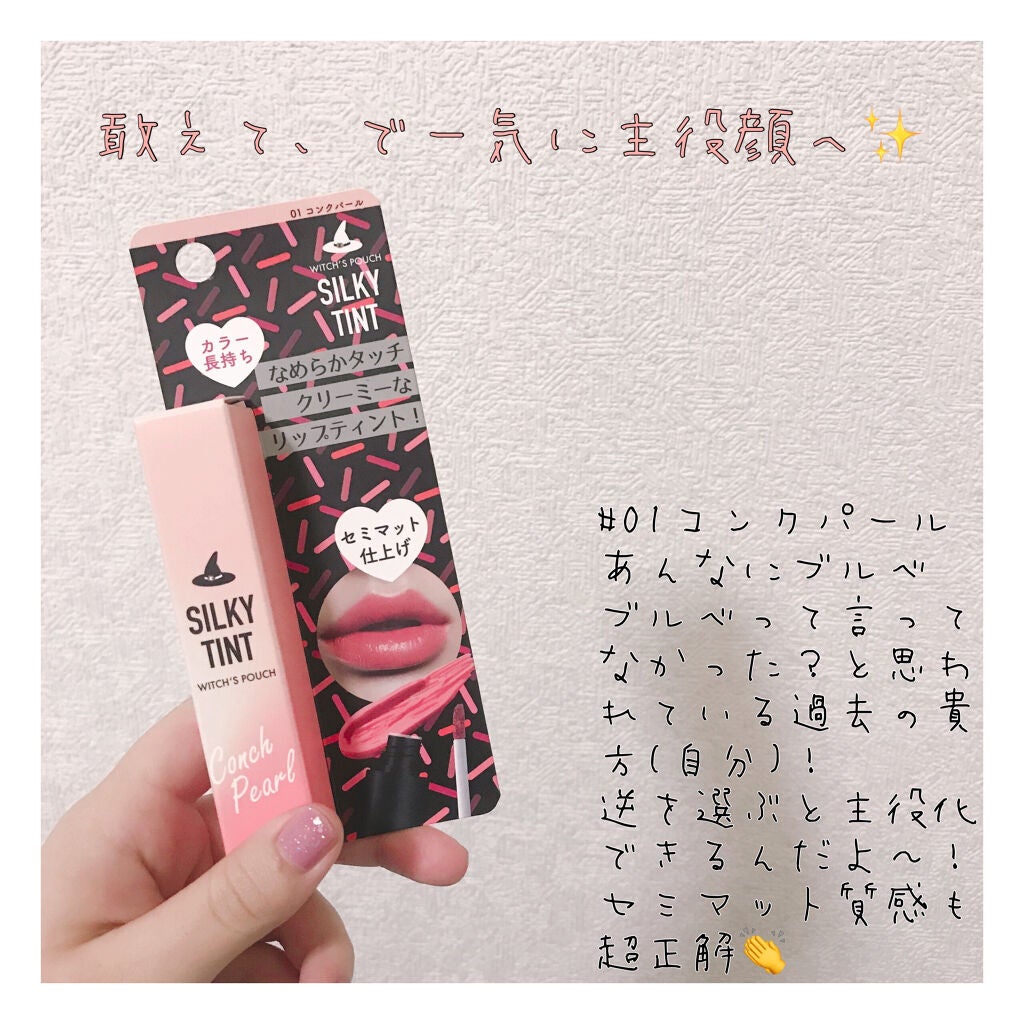 敢えて、で一気に主役顔へ✨
01 コンクパール
WITCH'S POUCH
SILKY
TINT
カラー
長持ち
なめらかタッチ
クリーミーな
リップティント!
セミマット
仕上げ
SILKY
TINT
WITCH'S POUCH
Conch
Pearl
#01コンクパール
あんなにブルベ
ブルベって言って
なかった?と思わ
れている過去の貴
方(自分)!
逆を選ぶと主役化
できるんだよ〜!
セミマット質感も
超正解👏